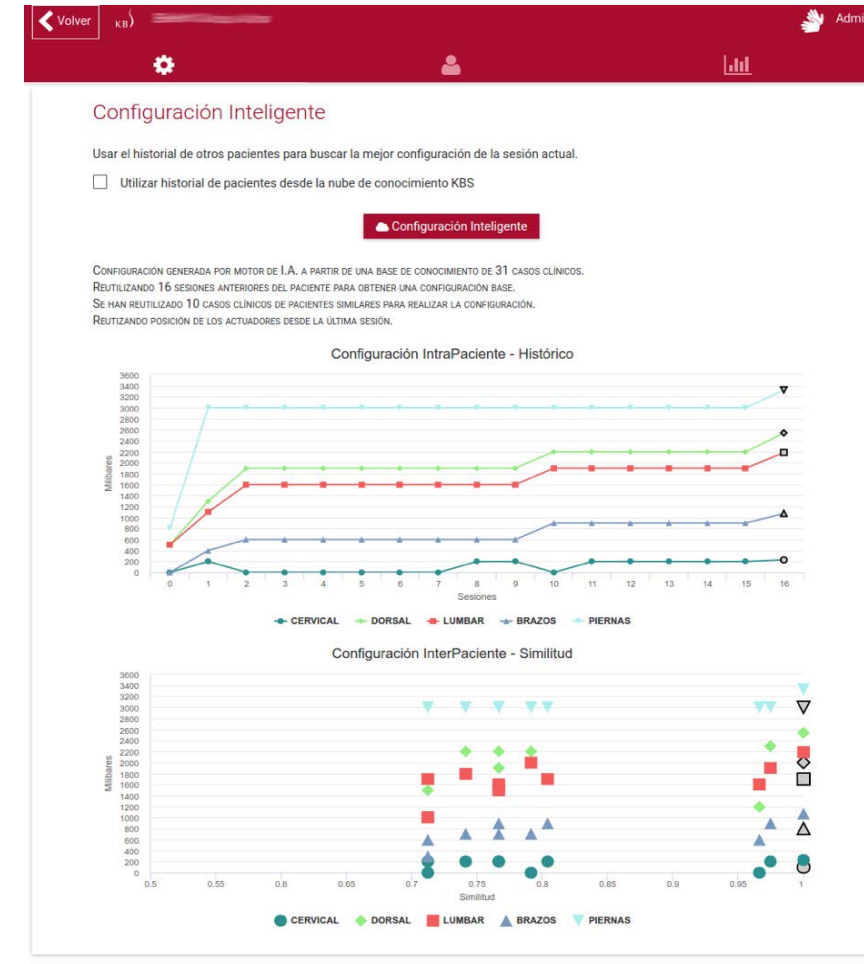 Volver
KBS
Admi
Configuración Inteligente
Usar el historial de otros pacientes para buscar la mejor configuración de la sesión actual.
Utilizar historial de pacientes desde la nube de conocimiento KBS
Configuración Inteligente
Configuración generada por motor de I.A. a partir de una base de conocimiento de 31 casos clínicos.
Reutilizando 16 sesiones anteriores del paciente para obtener una configuración base.
Se han reutilizado 10 casos clínicos de pacientes similares para realizar la configuración.
Reutizando posición de los actuadores desde la última sesión.
Configuración IntraPaciente - Histórico
3600
3400
3200
3000
2800
2600
2400
2200
2000
1800
1600
1400
1200
1000
800
600
400
200
0
Milibares
0 1 2 3 4 5 6 7 8 9 10 11 12 13 14 15 16
Sesiones
CERVICAL DORSAL LUMBAR BRAZOS PIERNAS
Configuración InterPaciente - Similitud
3600
3400
3200
3000
2800
2600
2400
2200
2000
1800
1600
1400
1200
1000
800
600
400
200
0
Milibares
0.5 0.55 0.6 0.65 0.7 0.75 0.8 0.85 0.9 0.95 1
Similitud
CERVICAL DORSAL LUMBAR BRAZOS PIERNAS